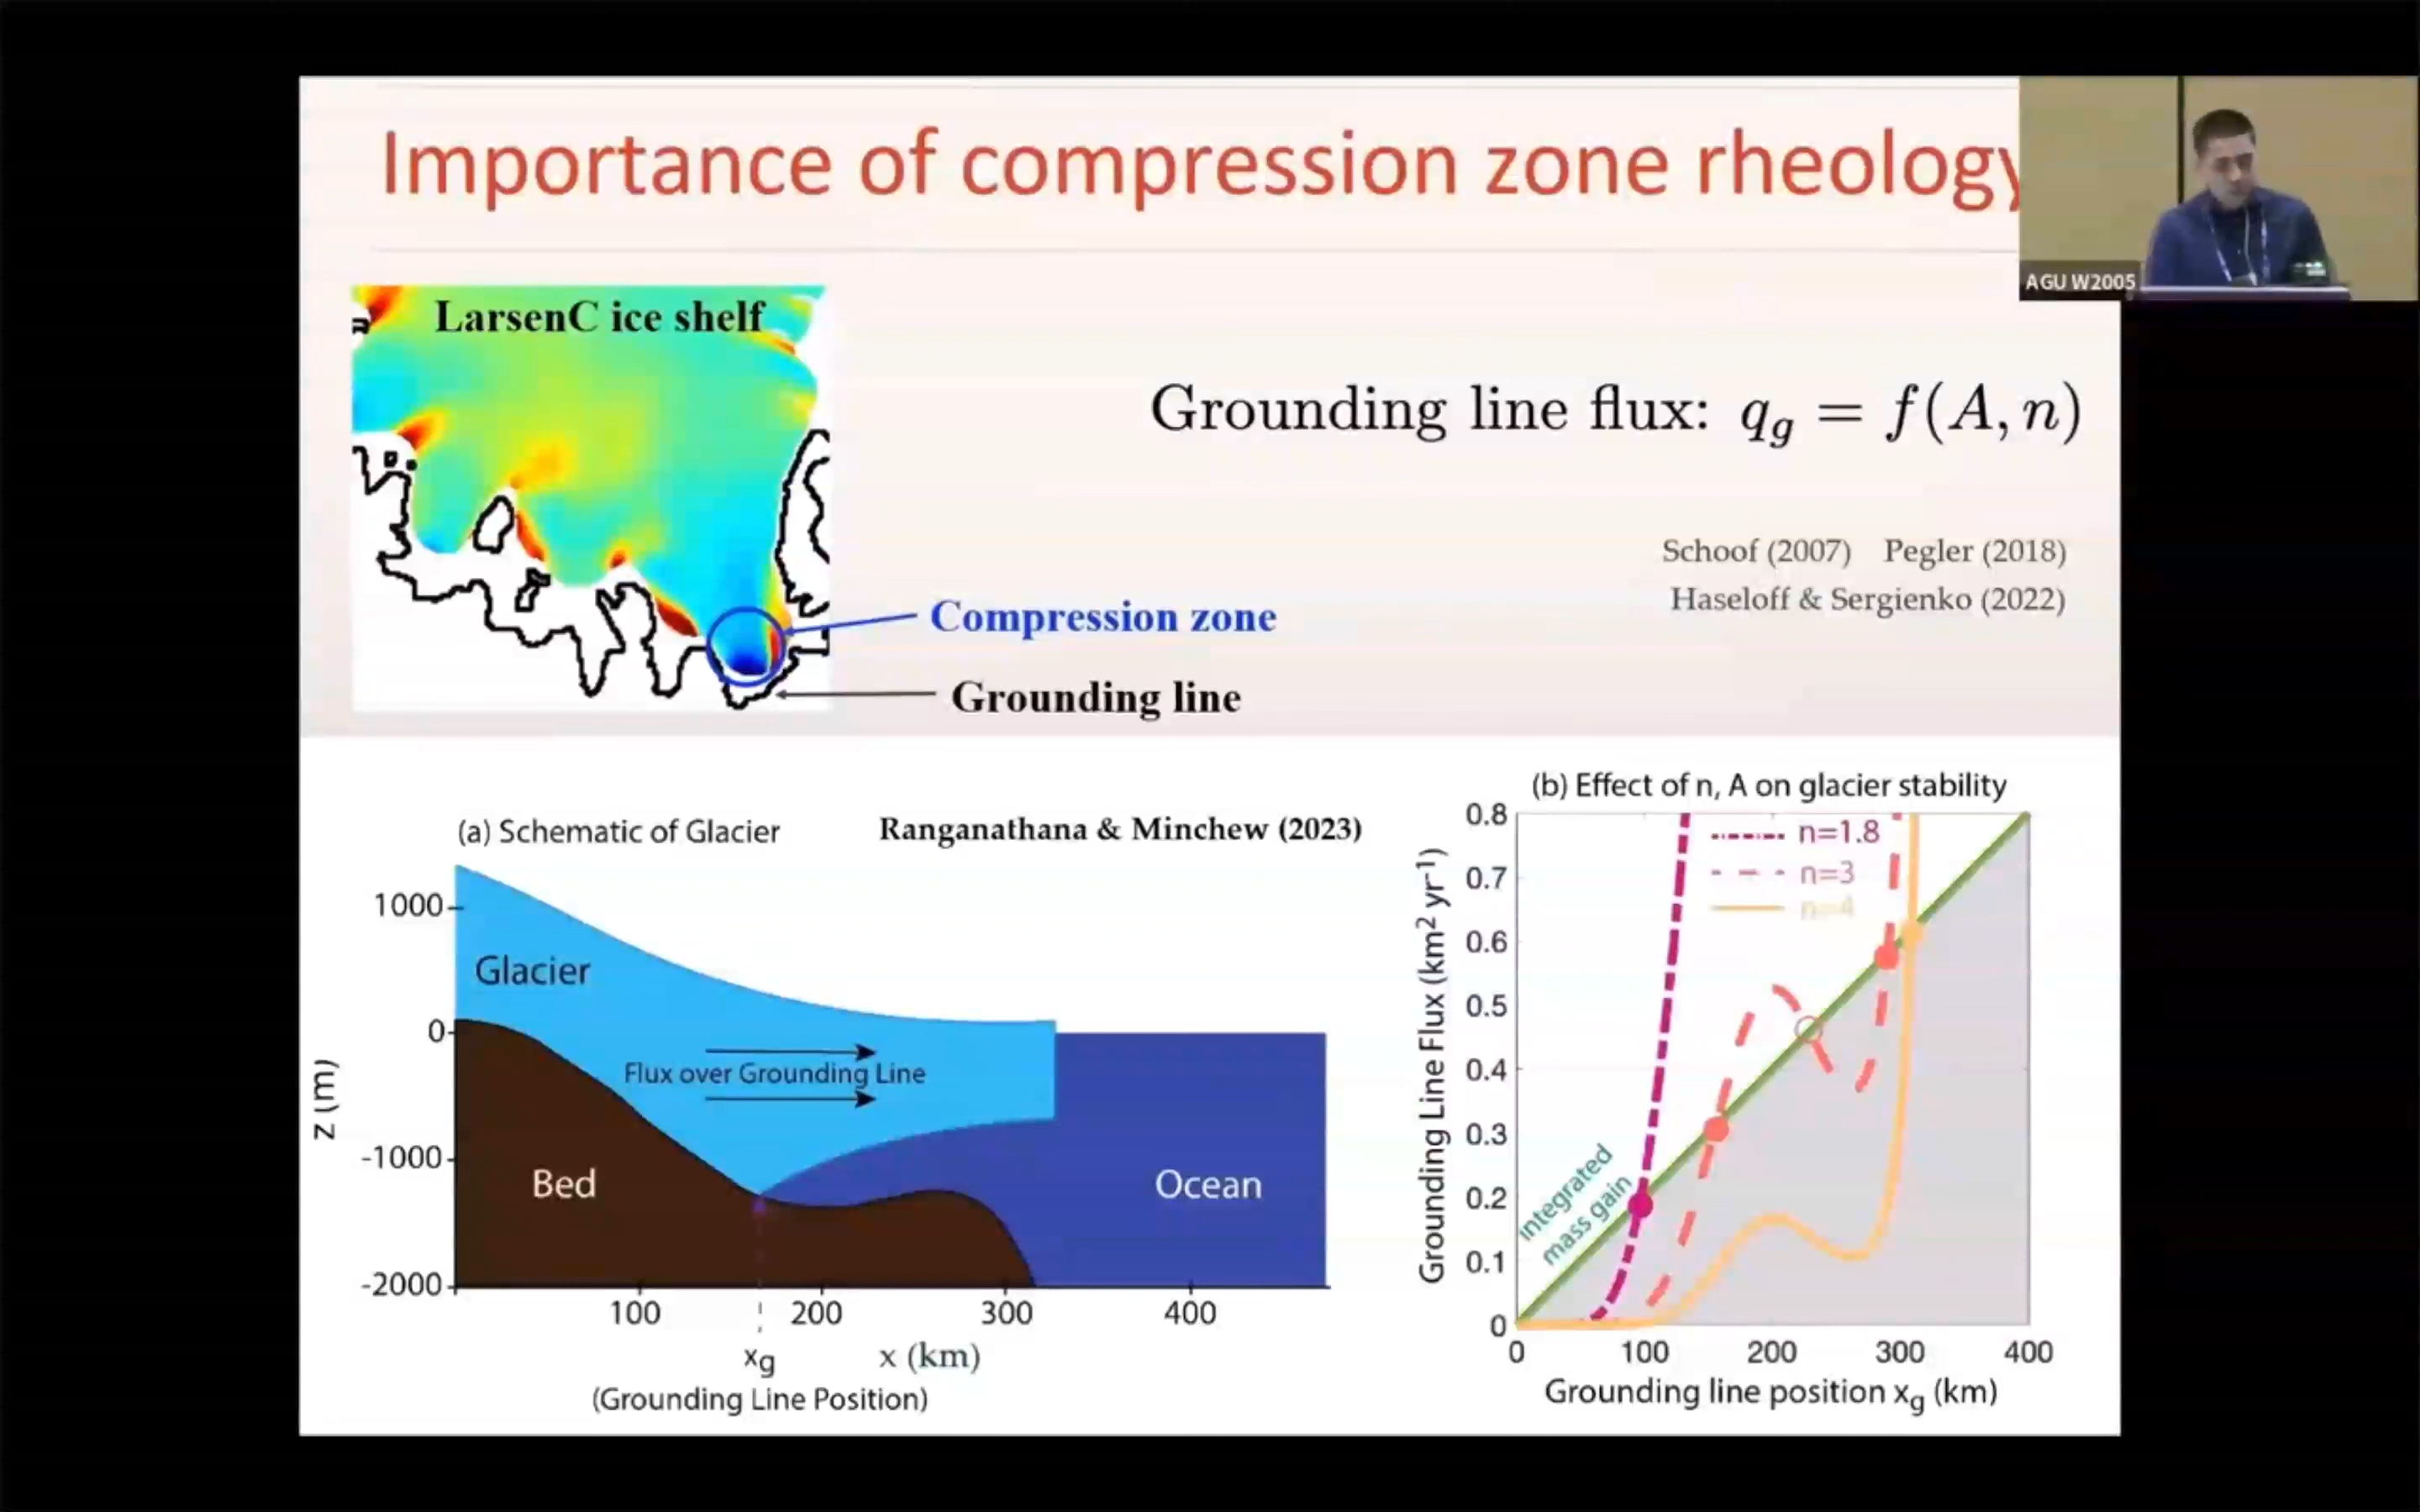 Importance of compression zone rheology
AGU W2005
LarsenC ice shelf
Grounding line flux: q_g = f(A, n)
Schoof (2007) Pegler (2018)
Haseloff & Sergienko (2022)
Compression zone
Grounding line
(a) Schematic of Glacier
Ranganathana & Minchew (2023)
1000
0
-1000
-2000
z (m)
Glacier
Flux over Grounding Line
Bed
Ocean
100 200 300 400
xg x (km)
(Grounding Line Position)
(b) Effect of n, A on glacier stability
n=1.8
n=3
n=4
0.8
0.7
0.6
0.5
0.4
0.3
0.2
0.1
0
Grounding Line Flux (km² yr⁻¹)
integrated
mass gain
0 100 200 300 400
Grounding line position xg (km)